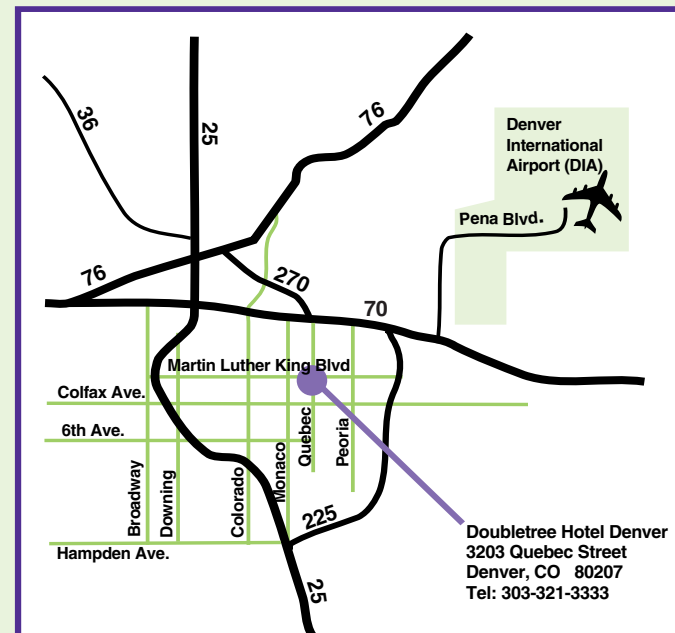 36
25
76
Denver
International
Airport (DIA)
Pena Blvd.
76
270
70
Martin Luther King Blvd
Colfax Ave.
6th Ave.
Broadway
Downing
Colorado
Monaco
Quebec
Peoria
225
Hampden Ave.
25
Doubletree Hotel Denver
3203 Quebec Street
Denver, CO 80207
Tel: 303-321-3333